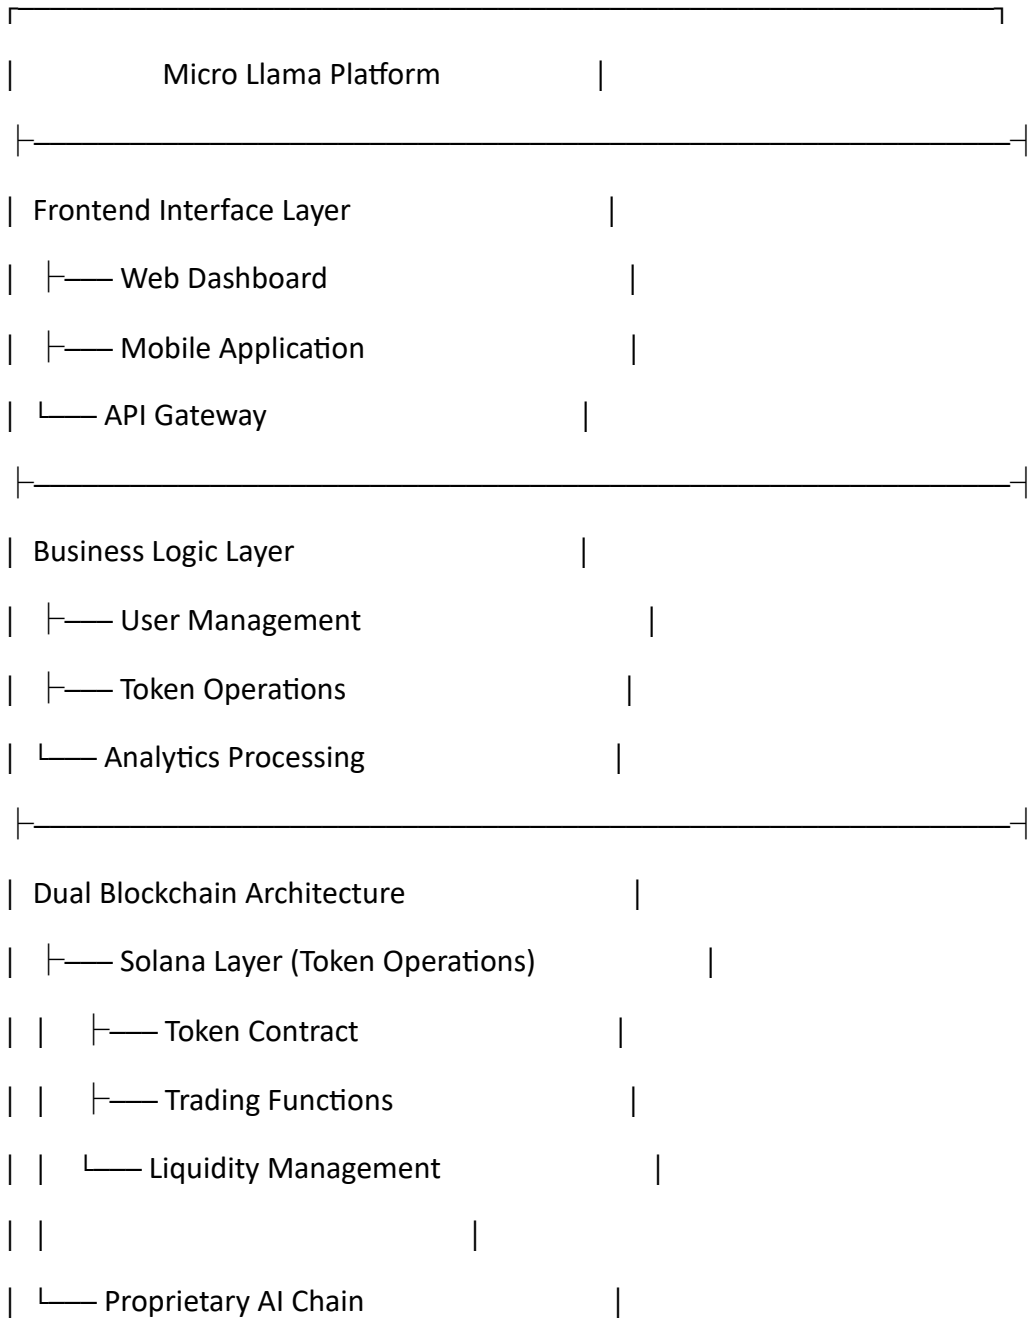 Micro Llama Platform
Frontend Interface Layer
Web Dashboard
Mobile Application
API Gateway
Business Logic Layer
User Management
Token Operations
Analytics Processing
Dual Blockchain Architecture
Solana Layer (Token Operations)
Token Contract
Trading Functions
Liquidity Management
Proprietary AI Chain